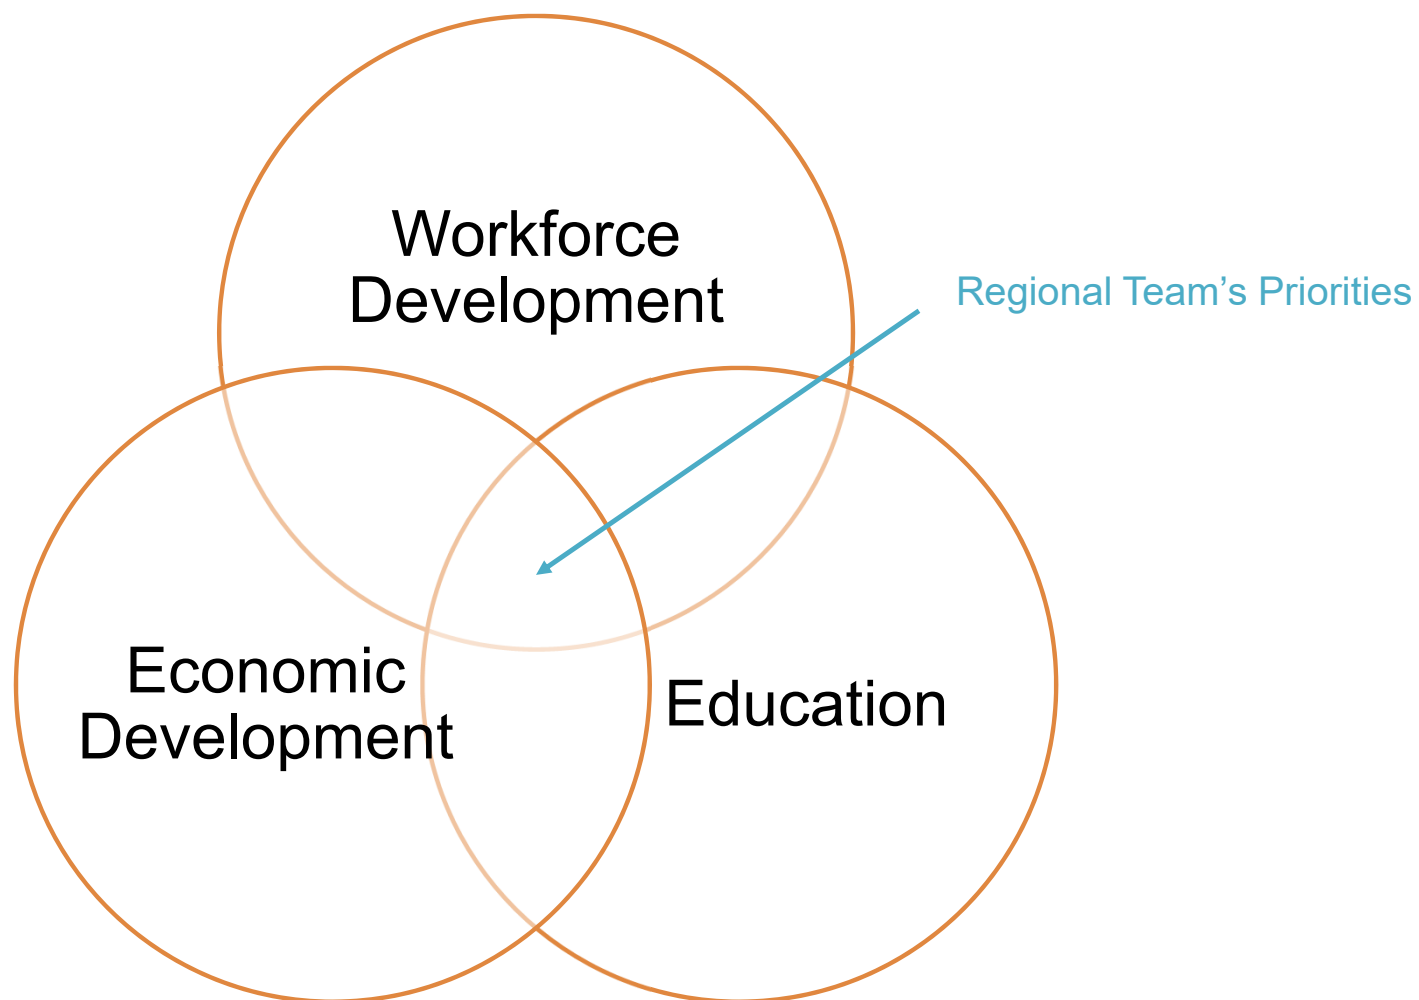 Workforce
Development
Regional Team’s Priorities
Economic
Development
Education